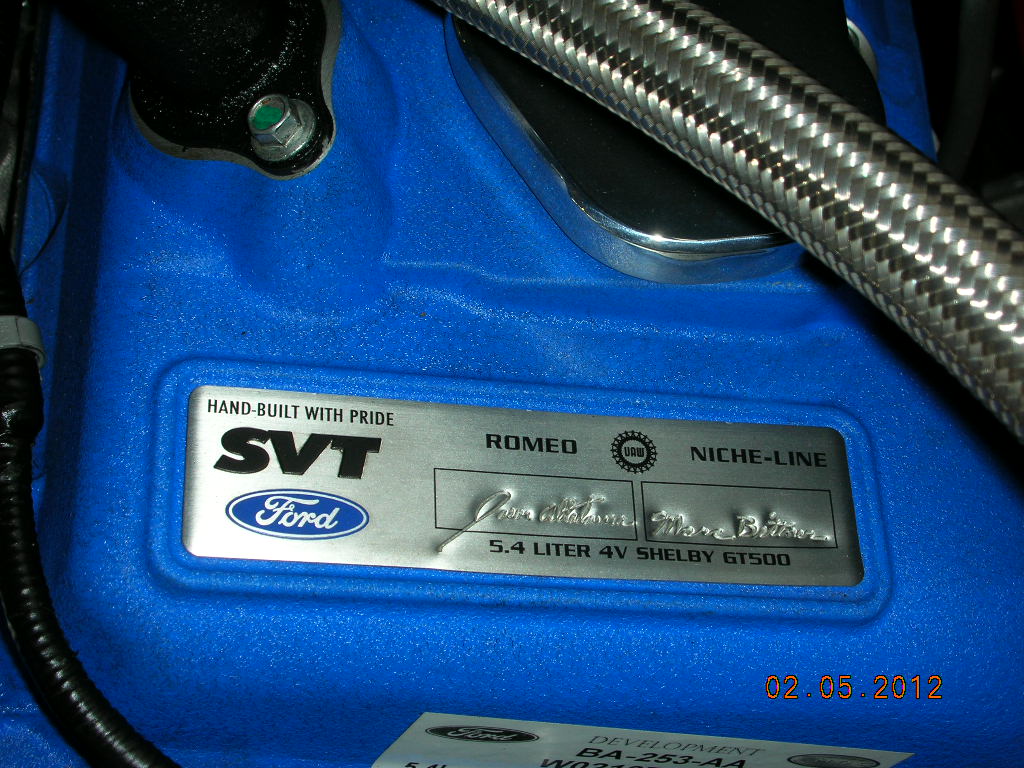 HAND-BUILT WITH PRIDE
SVT
Ford
ROMEO UAW NICHE-LINE
Marc
5.4 LITER 4V SHELBY GT500
02.05.2012
Ford DEVELOPMENT
BA-253-AA